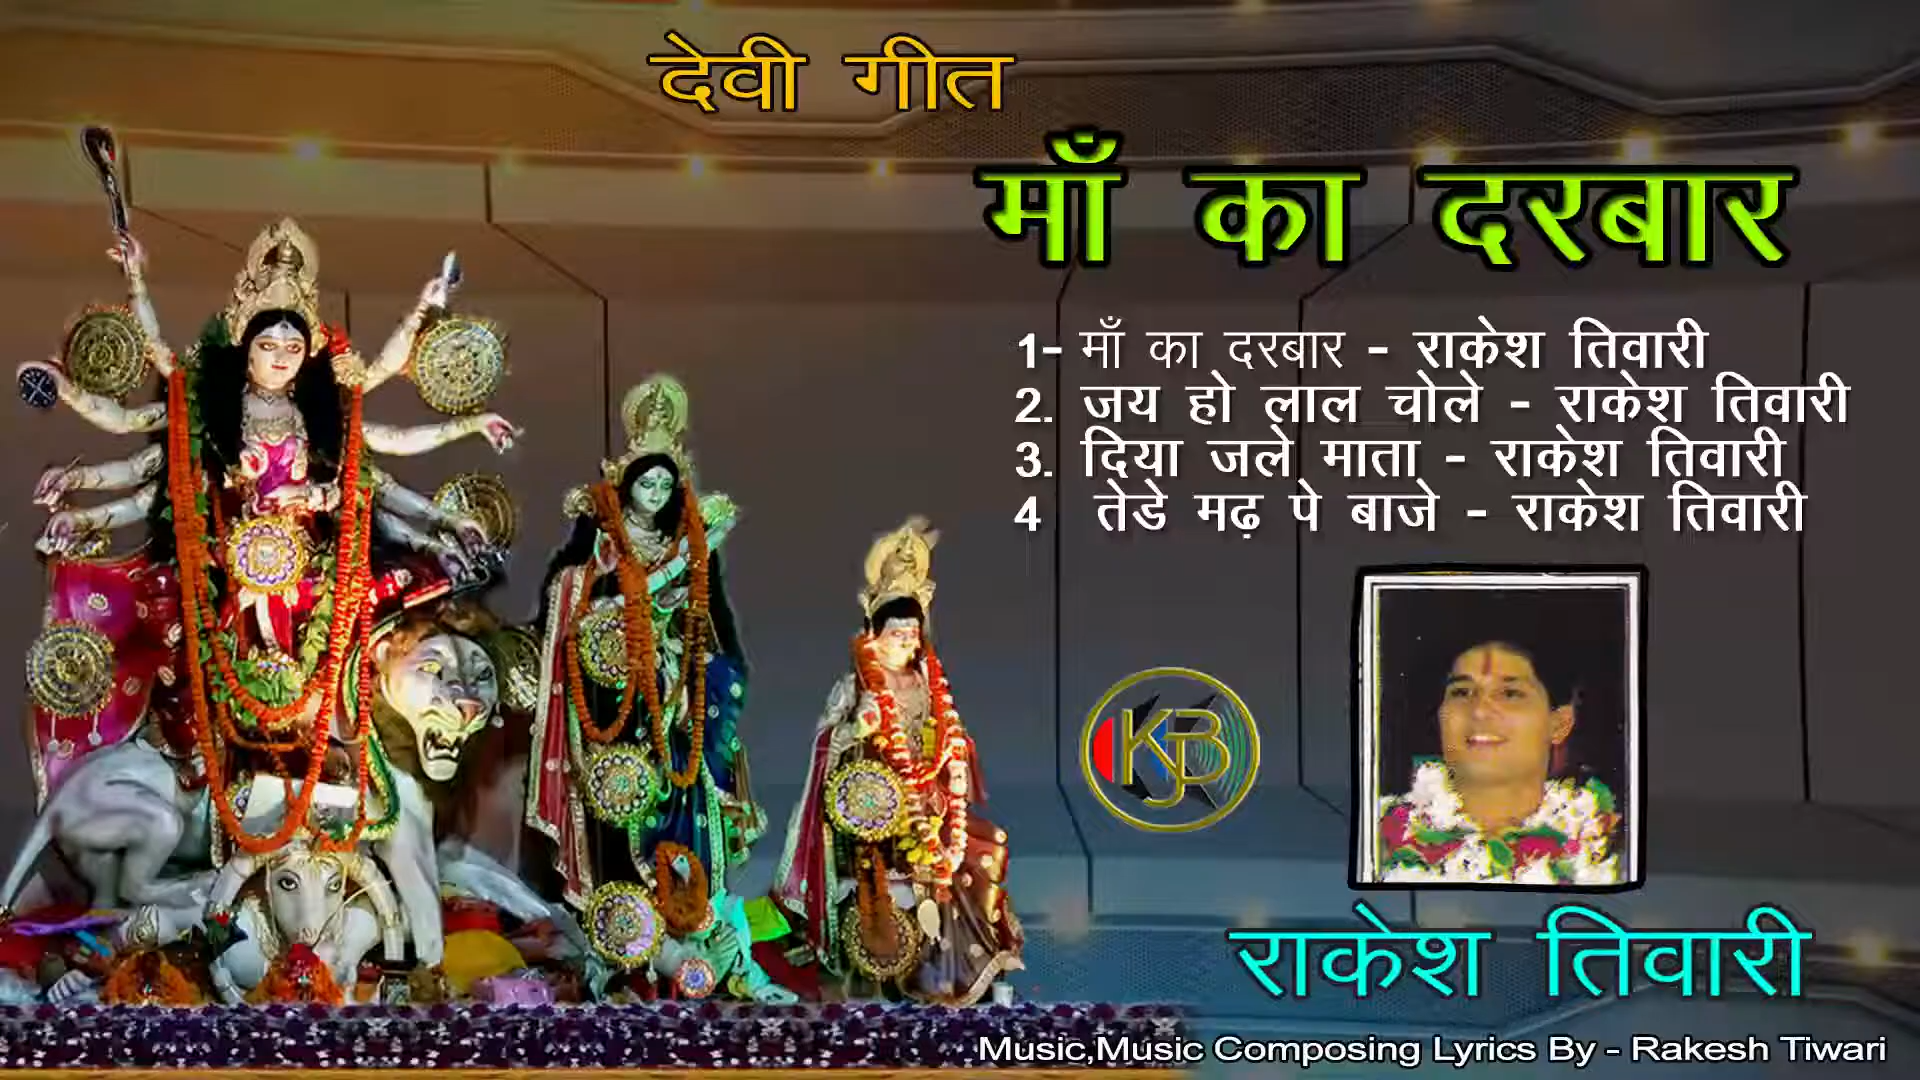 देवी गीत
माँ का दरबार
1- माँ का दरबार - राकेश तिवारी
2. जय हो लाल चोले - राकेश तिवारी
3. दिया जले माता - राकेश तिवारी
4 तेडे मढ़ पे बाजे - राकेश तिवारी
KJB
राकेश तिवारी
Music,Music Composing Lyrics By - Rakesh Tiwari